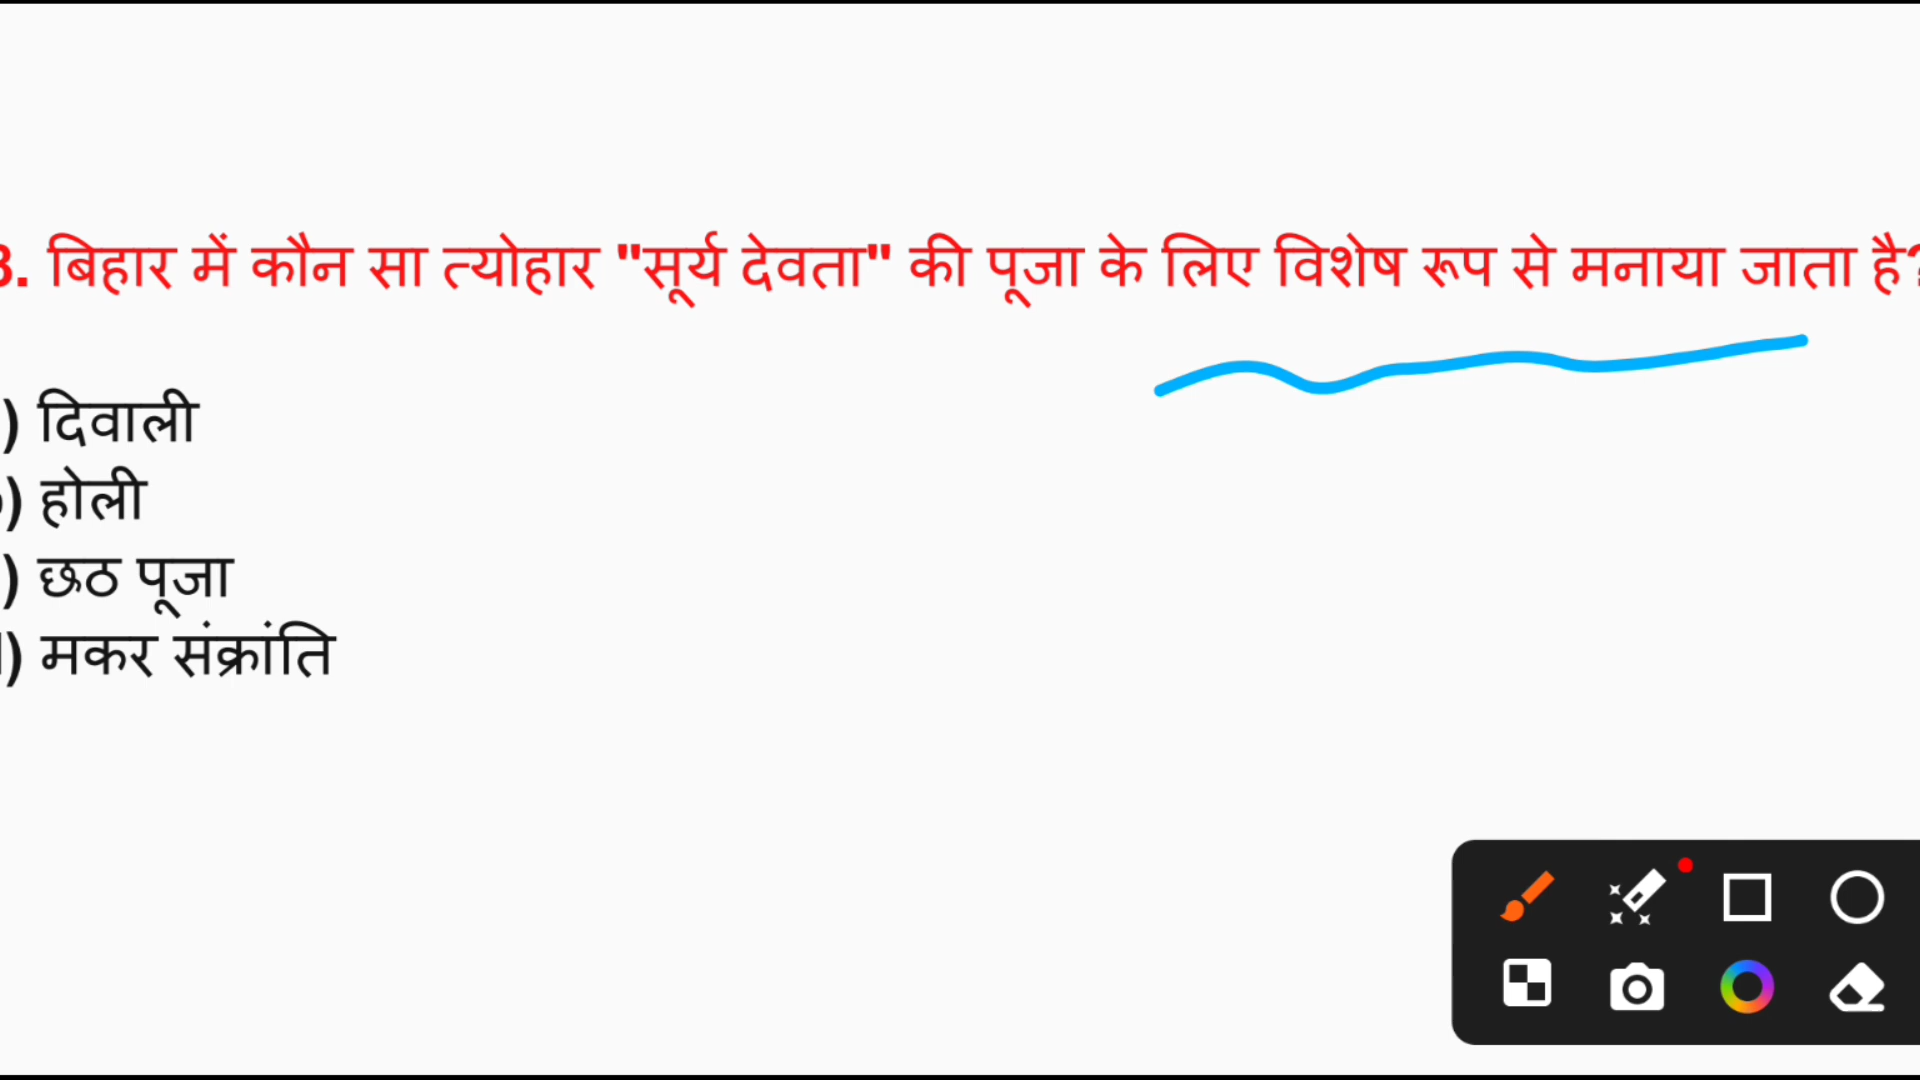 3. बिहार में कौन सा त्योहार "सूर्य देवता" की पूजा के लिए विशेष रूप से मनाया जाता है?
) दिवाली
) होली
) छठ पूजा
) मकर संक्रांति